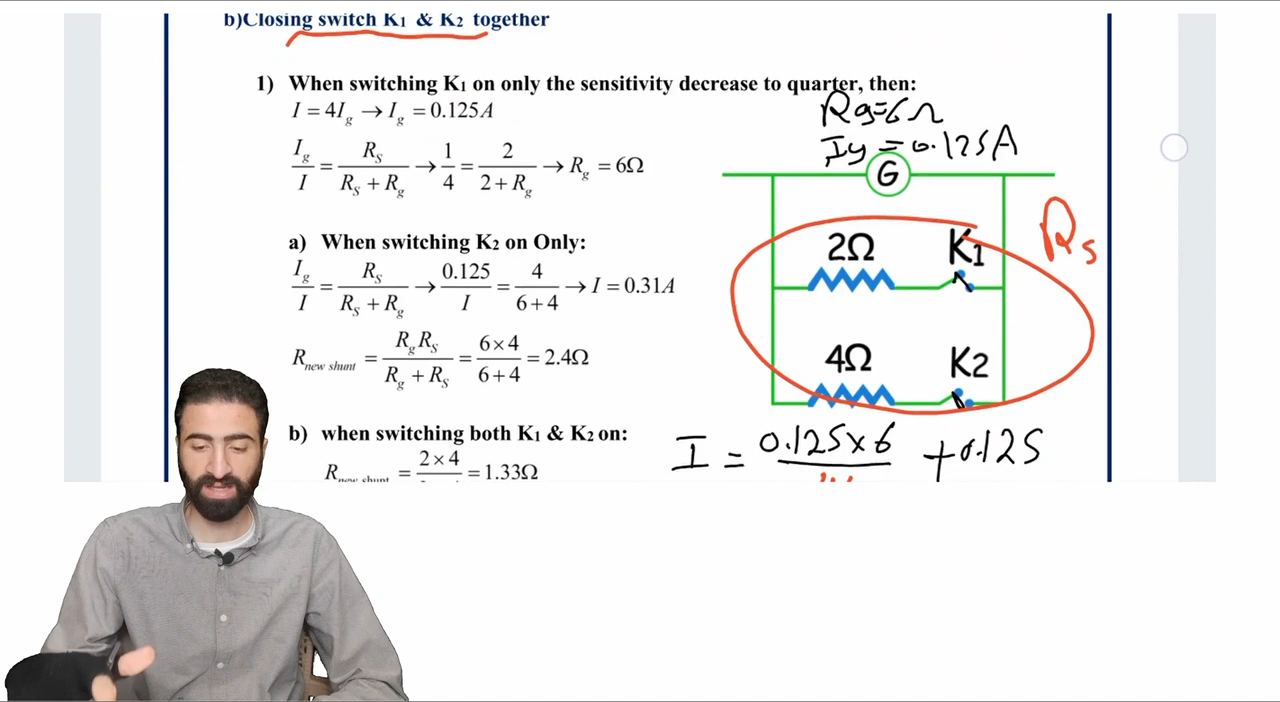 b)Closing switch K₁ & K₂ together
1) When switching K₁ on only the sensitivity decrease to quarter, then:
I = 4I_g → I_g = 0.125A
I_g/I = R_S/(R_S + R_g) → 1/4 = 2/(2 + R_g) → R_g = 6Ω
a) When switching K₂ on Only:
I_g/I = R_S/(R_S + R_g) → 0.125/I = 4/(6+4) → I = 0.31A
R_new shunt = R_g R_S/(R_g + R_S) = 6×4/(6+4) = 2.4Ω
b) when switching both K₁ & K₂ on:
R_new shunt = 2×4 = 1.33Ω
Rg=6Ω
Ig = 0.125A
G
2Ω K1
Rs
4Ω K2
I = 0.125×6 + 0.125